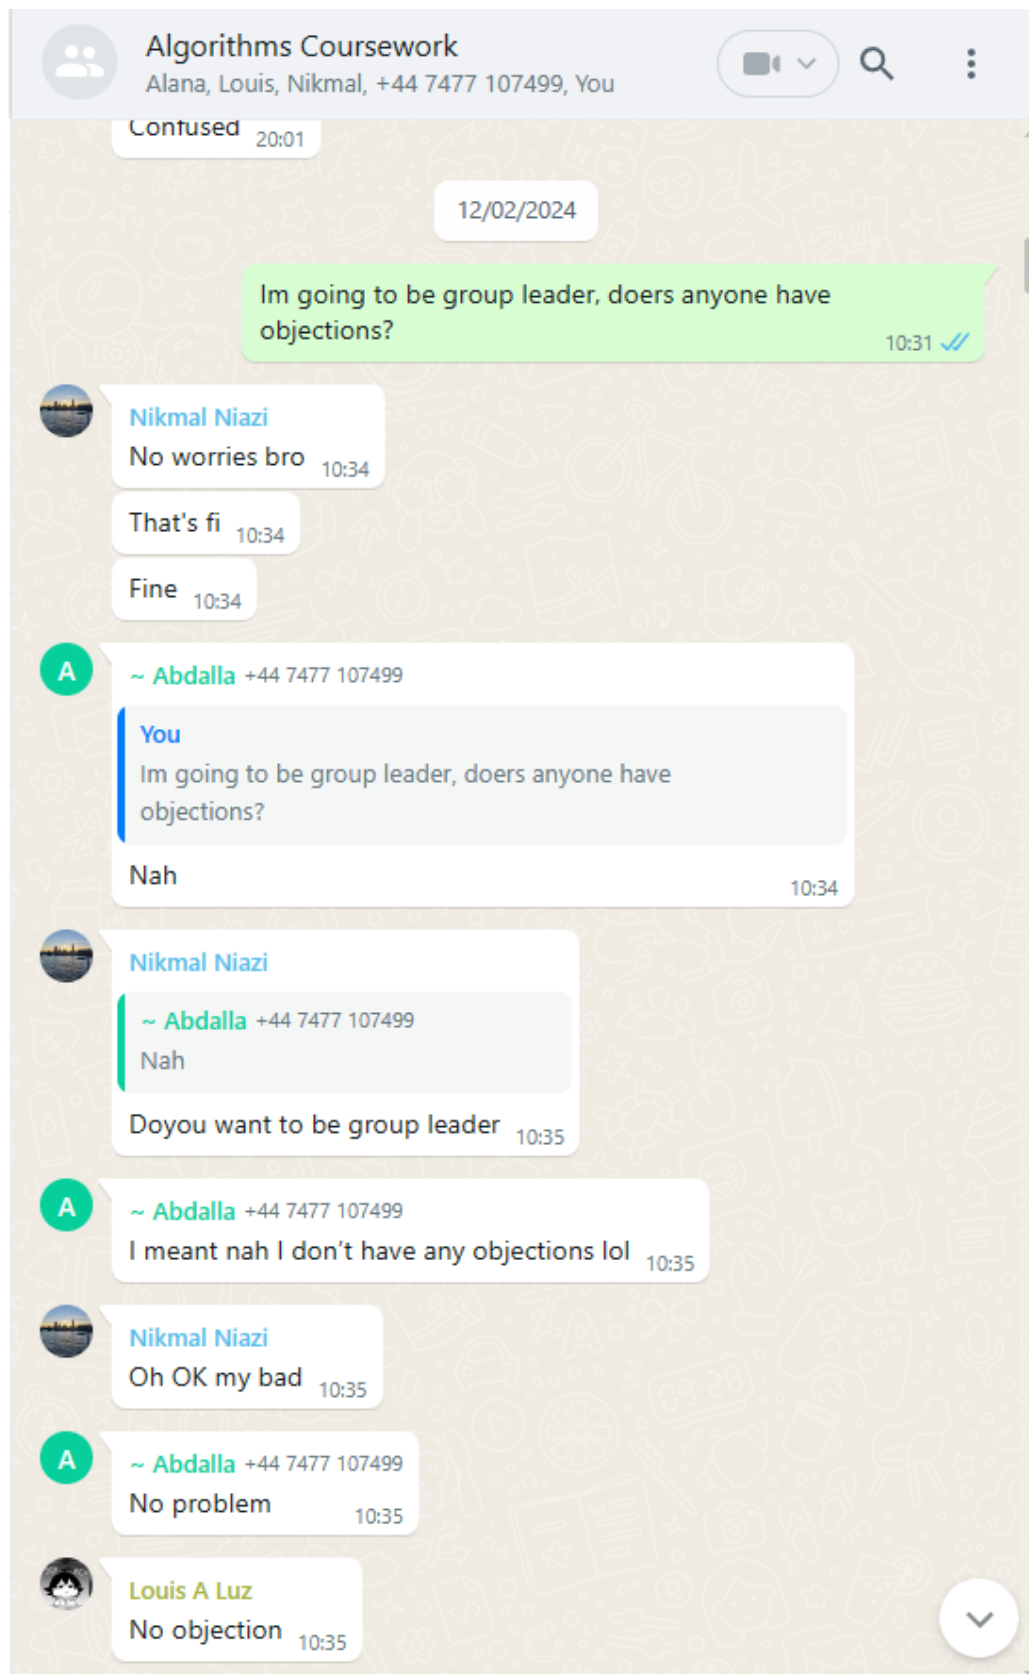 Algorithms Coursework
Alana, Louis, Nikmal, +44 7477 107499, You
Confused 20:01
12/02/2024
Im going to be group leader, doers anyone have
objections?
10:31
Nikmal Niazi
No worries bro 10:34
That's fi 10:34
Fine 10:34
A
~ Abdalla +44 7477 107499
You
Im going to be group leader, doers anyone have
objections?
Nah
10:34
Nikmal Niazi
~ Abdalla +44 7477 107499
Nah
Doyou want to be group leader 10:35
A
~ Abdalla +44 7477 107499
I meant nah I don't have any objections lol 10:35
Nikmal Niazi
Oh OK my bad 10:35
A
~ Abdalla +44 7477 107499
No problem 10:35
Louis A Luz
No objection 10:35